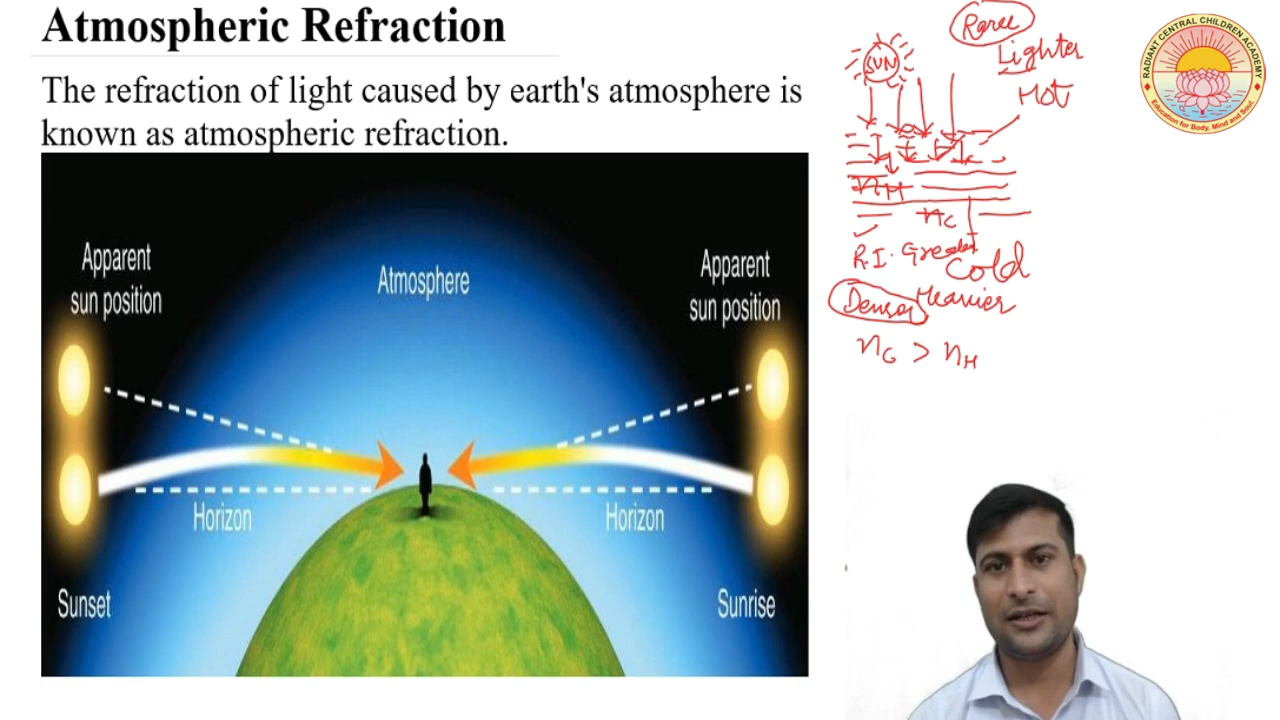 Atmospheric Refraction
The refraction of light caused by earth's atmosphere is
known as atmospheric refraction.
Apparent
sun position
Atmosphere
Apparent
sun position
Horizon
Horizon
Sunset
Sunrise
SUN
Rarer
Lighter
Hot
nH
nC
R.I. Greater
Cold
Denser
Heavier
nC > nH
RADIANT CENTRAL CHILDREN ACADEMY
Education for Body, Mind and Soul.